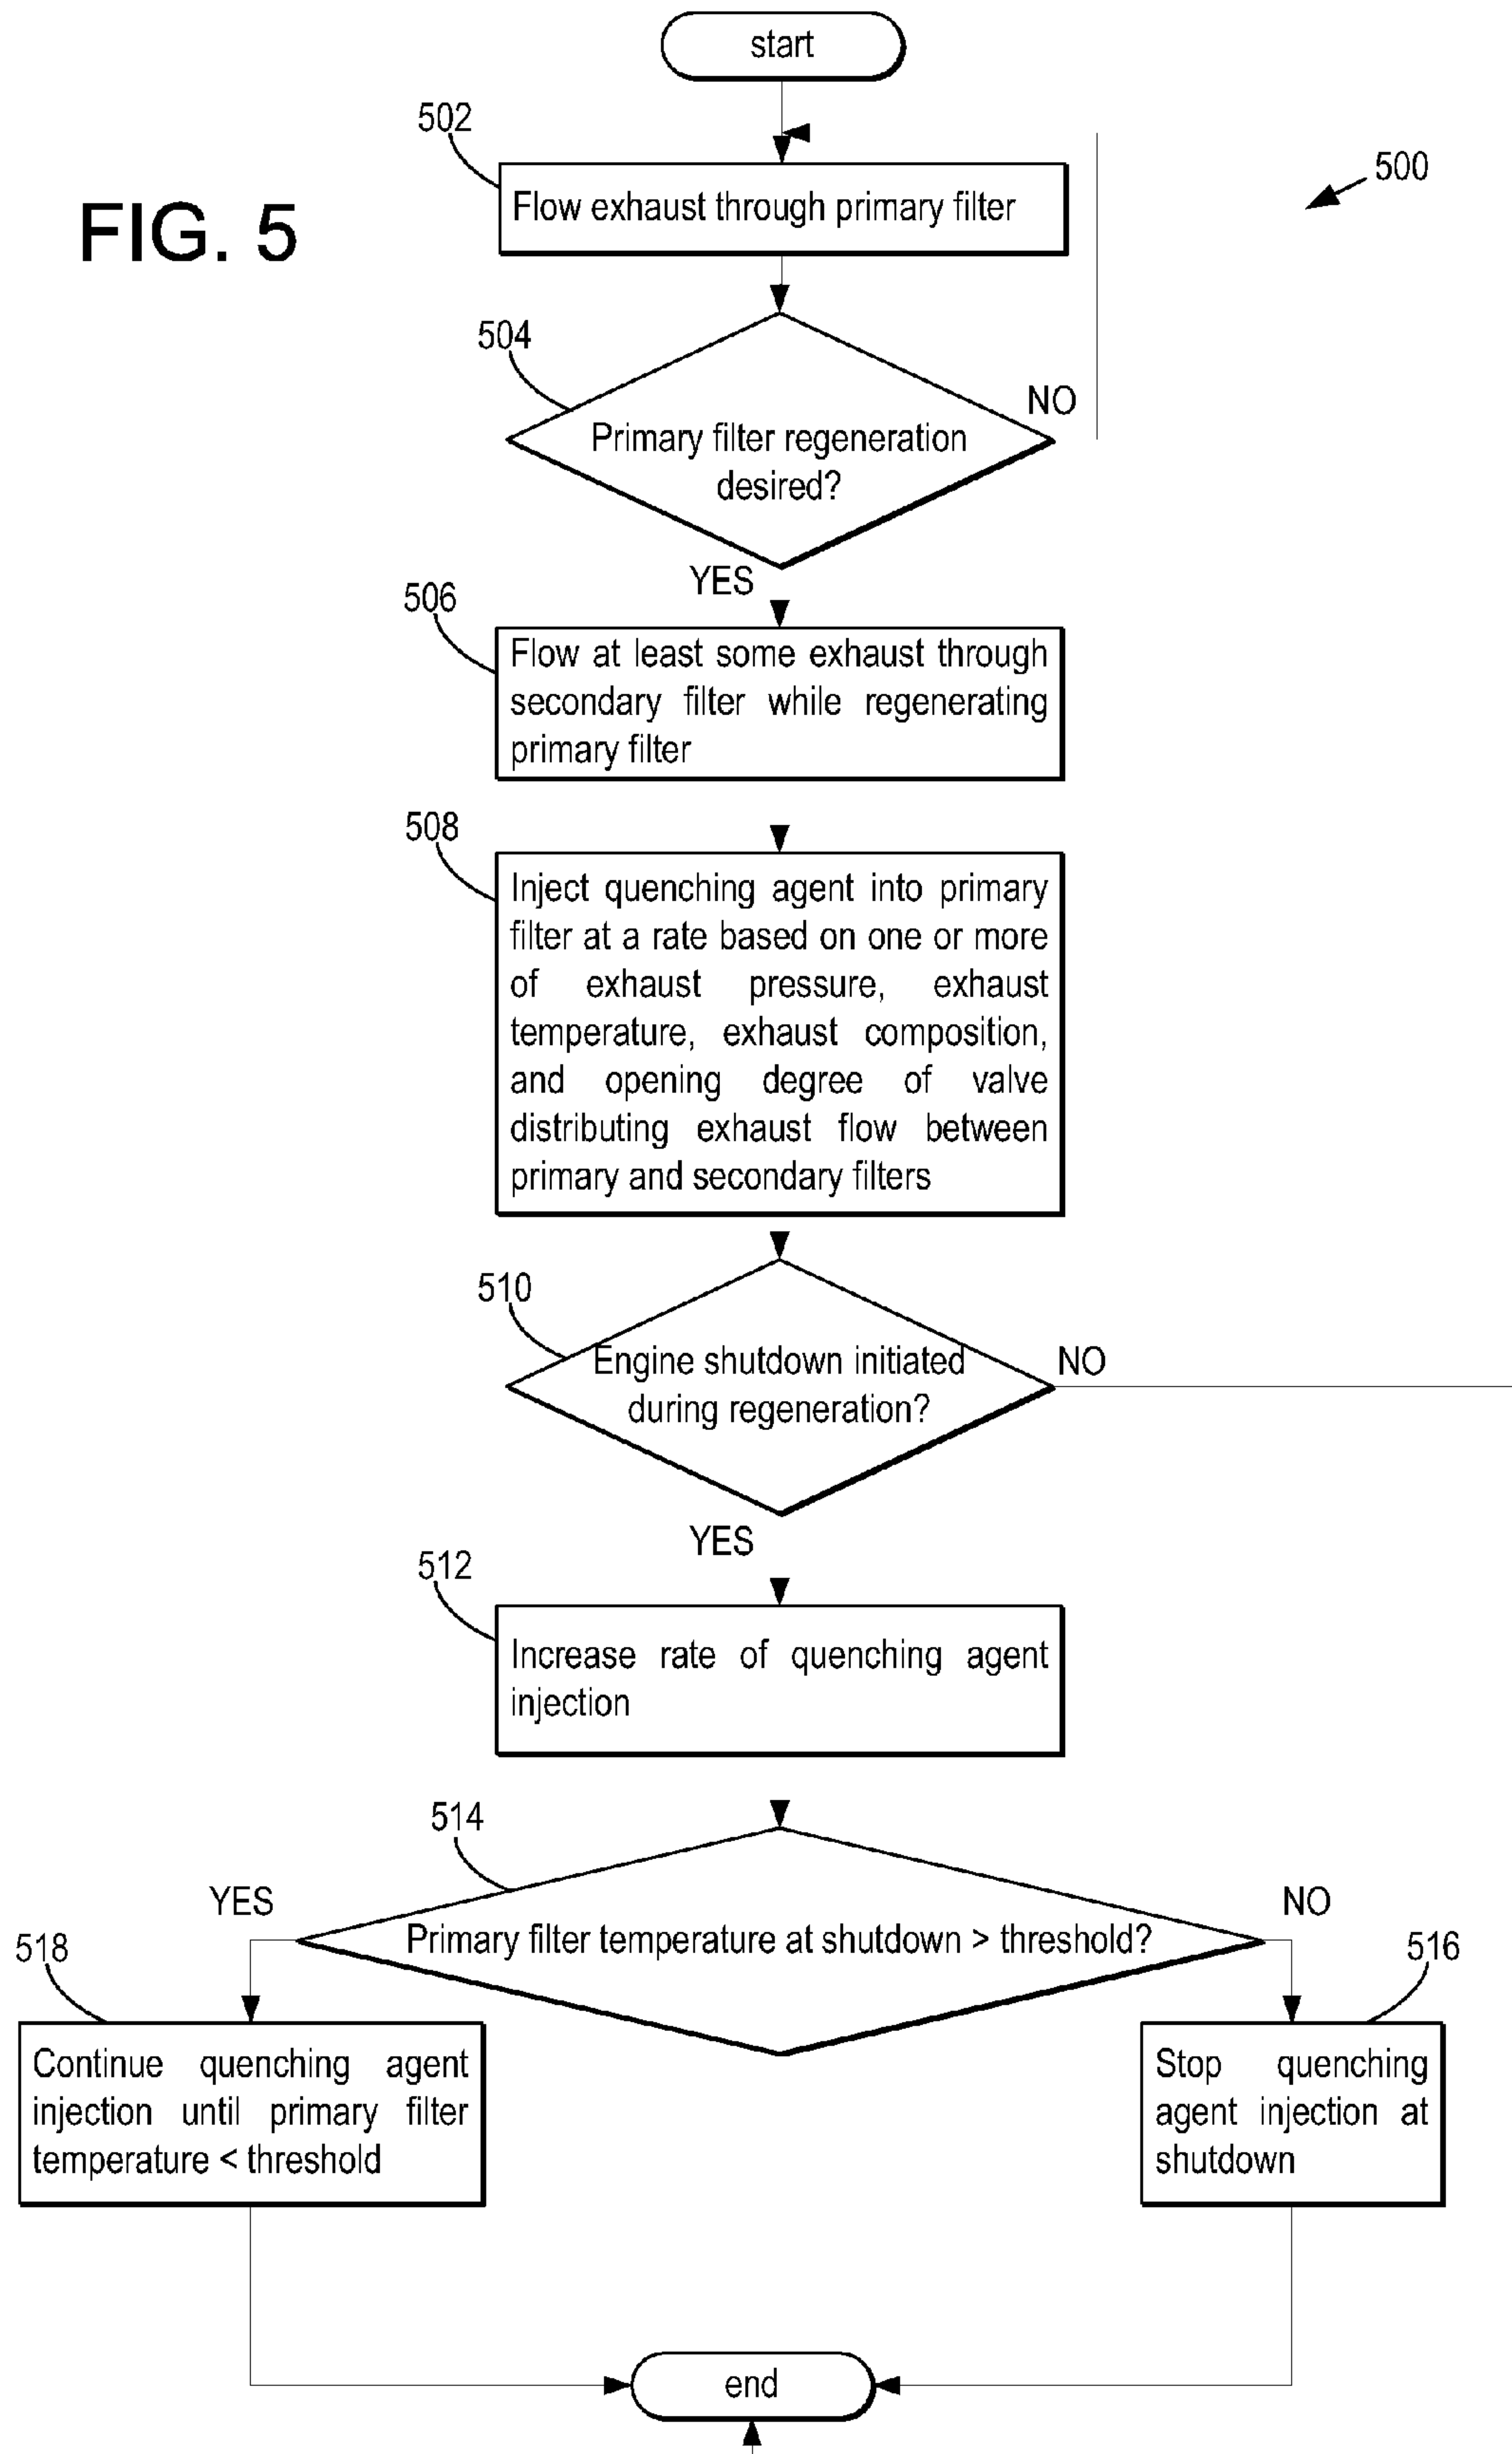 start
502
500
Flow exhaust through primary filter
FIG. 5
504
NO
Primary filter regeneration
desired?
YES
506
Flow at least some exhaust through
secondary filter while regenerating
primary filter
508
Inject quenching agent into primary
filter at a rate based on one or more
of exhaust pressure, exhaust
temperature, exhaust composition,
and opening degree of valve
distributing exhaust flow between
primary and secondary filters
510
Engine shutdown initiated
during regeneration?
NO
YES
512
Increase rate of quenching agent
injection
514
YES
NO
Primary filter temperature at shutdown > threshold?
518
516
Continue quenching agent
injection until primary filter
temperature < threshold
Stop quenching
agent injection at
shutdown
end